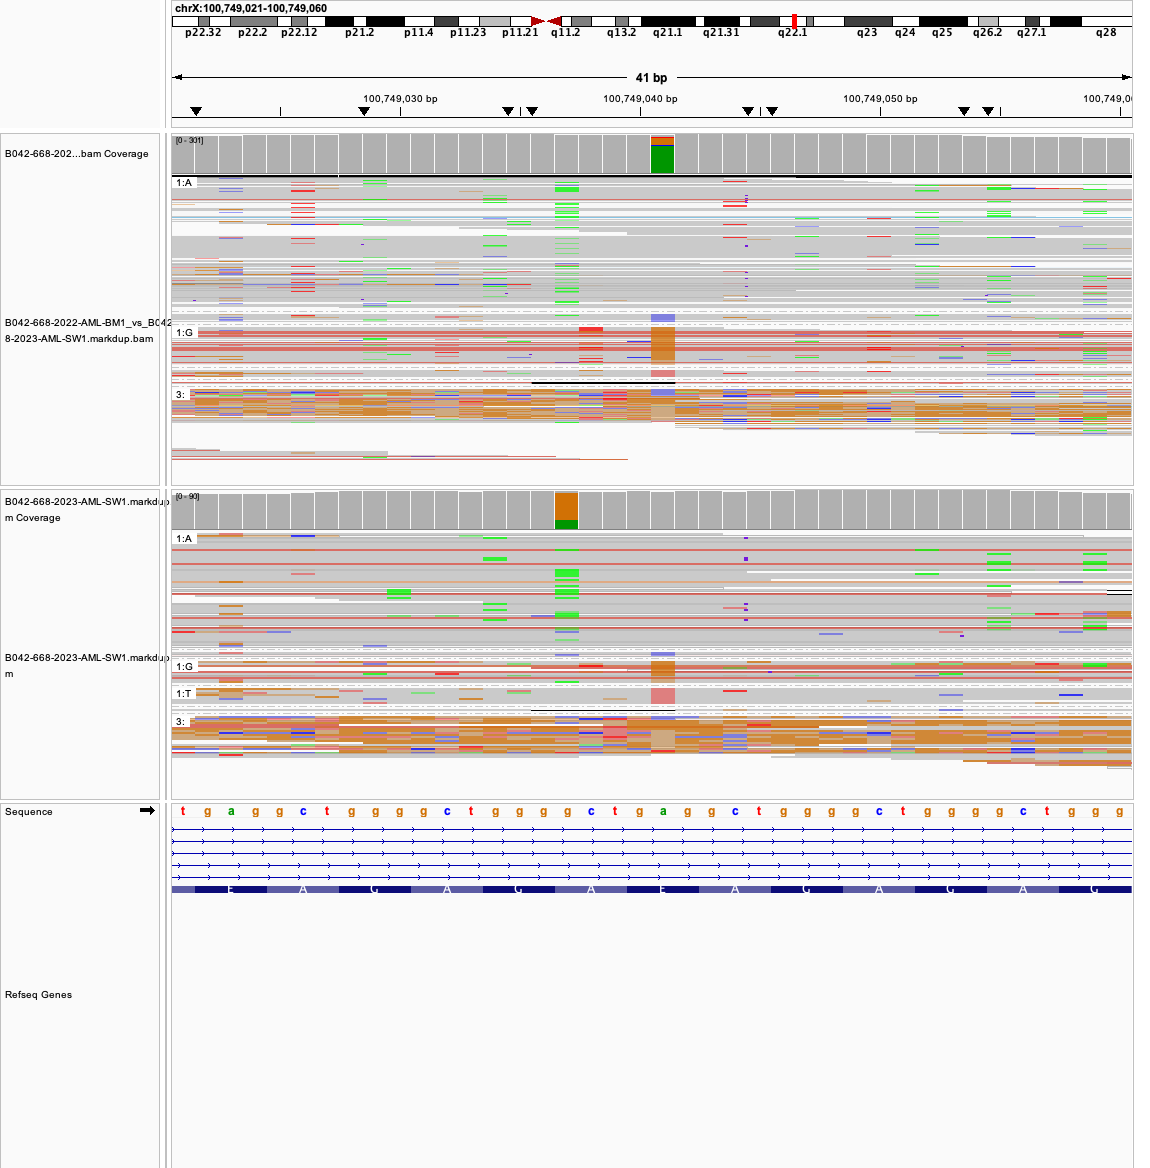 chrX:100,749,021-100,749,060
p22.32 p22.2 p22.12 p21.2 p11.4 p11.23 p11.21 q11.2 q13.2 q21.1 q21.31 q22.1 q23 q24 q25 q26.2 q27.1 q28
41 bp
100,749,030 bp 100,749,040 bp 100,749,050 bp 100,749,0
B042-668-202...bam Coverage
[0 - 301]
1:A
B042-668-2022-AML-BM1_vs_B042
8-2023-AML-SW1.markdup.bam
1:G
3:
B042-668-2023-AML-SW1.markdup
m Coverage
[0 - 90]
1:A
B042-668-2023-AML-SW1.markdup
m
1:G
1:T
3:
Sequence
t g a g g c t g g g g c t g g g g c t g a g g c t g g g g c t g g g g c t g g g
E A G A G A E A G A G A G
Refseq Genes